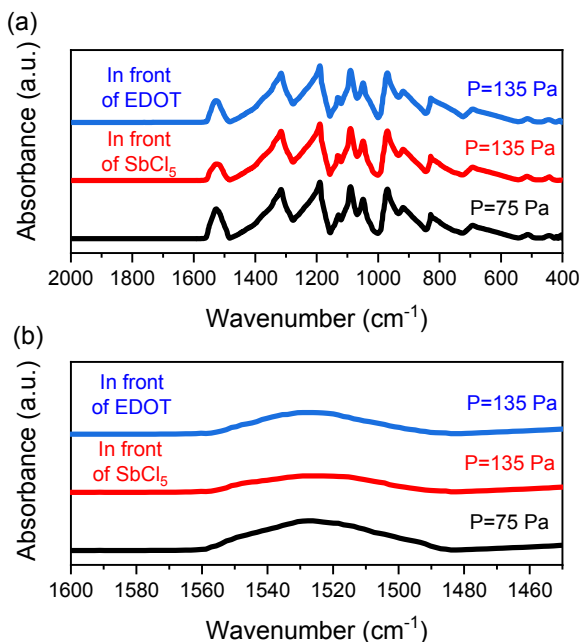 (a)
In front
of EDOT
P=135 Pa
In front
of SbCl₅
P=135 Pa
P=75 Pa
Absorbance (a.u.)
2000 1800 1600 1400 1200 1000 800 600 400
Wavenumber (cm⁻¹)
(b)
In front
of EDOT
P=135 Pa
In front
of SbCl₅
P=135 Pa
P=75 Pa
Absorbance (a.u.)
1600 1580 1560 1540 1520 1500 1480 1460
Wavenumber (cm⁻¹)